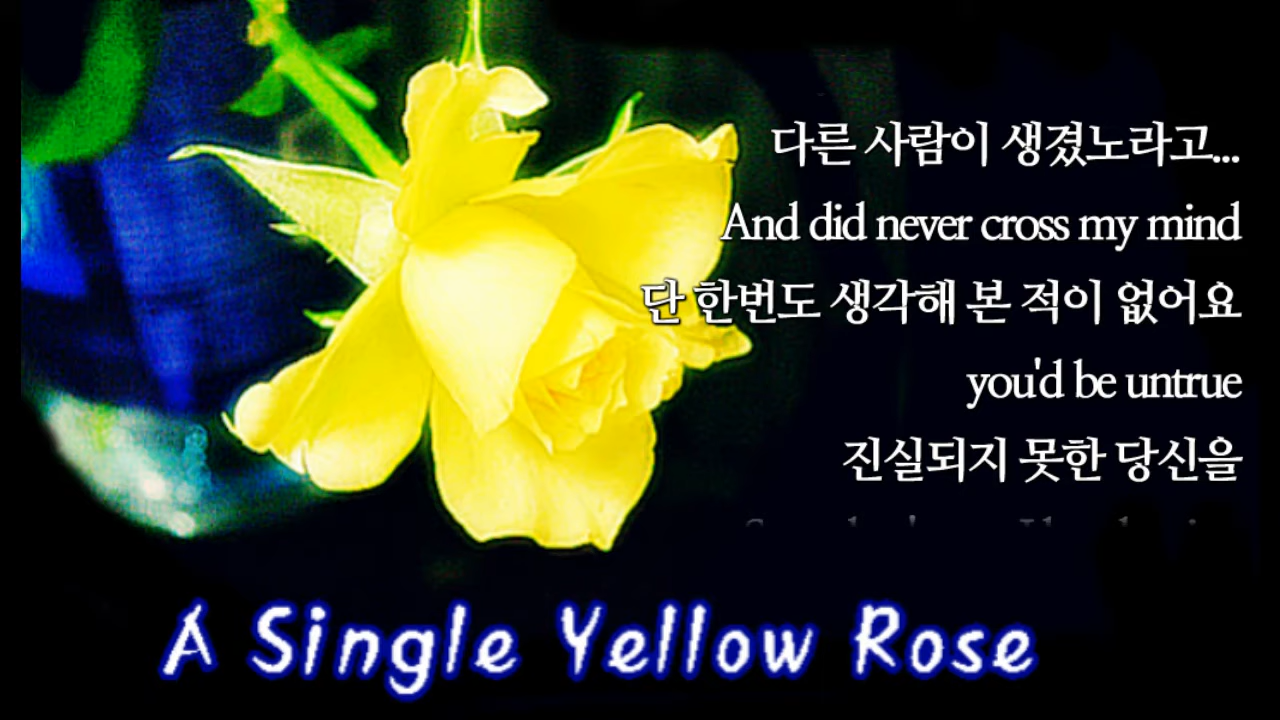 다른 사람이 생겼노라고...
And did never cross my mind
단 한번도 생각해 본 적이 없어요
you'd be untrue
진실되지 못한 당신을
A Single Yellow Rose